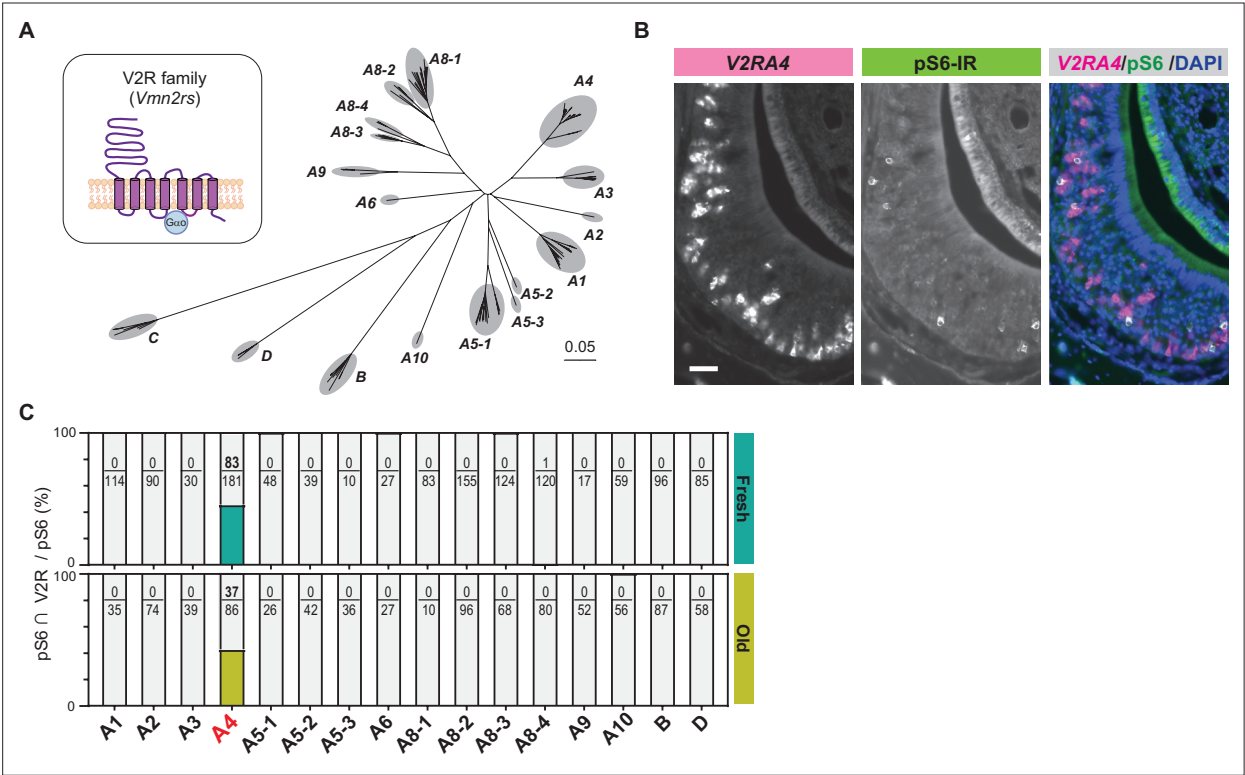 A
V2R family
(Vmn2rs)
Gαo
A8-1
A8-2
A4
A8-4
A8-3
A9
A3
A6
A2
A1
A5-2
A5-3
A5-1
A10
B
D
C
0.05
B
V2RA4
pS6-IR
V2RA4/pS6 /DAPI
C
pS6 ∩ V2R / pS6 (%)
100
0
0 0 0 83 0 0 0 0 0 0 0 1 0 0 0 0
114 90 30 181 48 39 10 27 83 155 124 120 17 59 96 85
Fresh
100
0
0 0 0 37 0 0 0 0 0 0 0 0 0 0 0 0
35 74 39 86 26 42 36 27 10 96 68 80 52 56 87 58
Old
A1 A2 A3 A4 A5-1 A5-2 A5-3 A6 A8-1 A8-2 A8-3 A8-4 A9 A10 B D